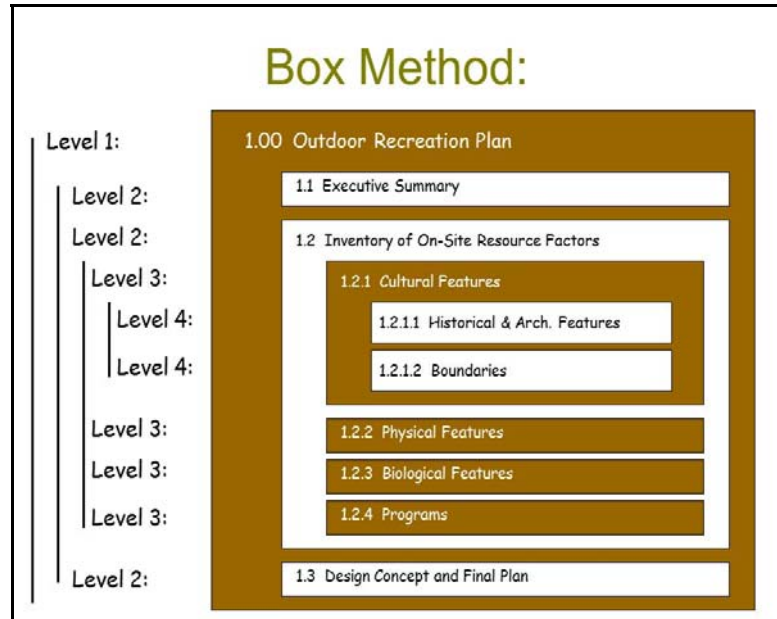 Box Method:
Level 1: 1.00 Outdoor Recreation Plan
Level 2: 1.1 Executive Summary
Level 2: 1.2 Inventory of On-Site Resource Factors
Level 3: 1.2.1 Cultural Features
Level 4: 1.2.1.1 Historical & Arch. Features
Level 4: 1.2.1.2 Boundaries
Level 3: 1.2.2 Physical Features
Level 3: 1.2.3 Biological Features
Level 3: 1.2.4 Programs
Level 2: 1.3 Design Concept and Final Plan